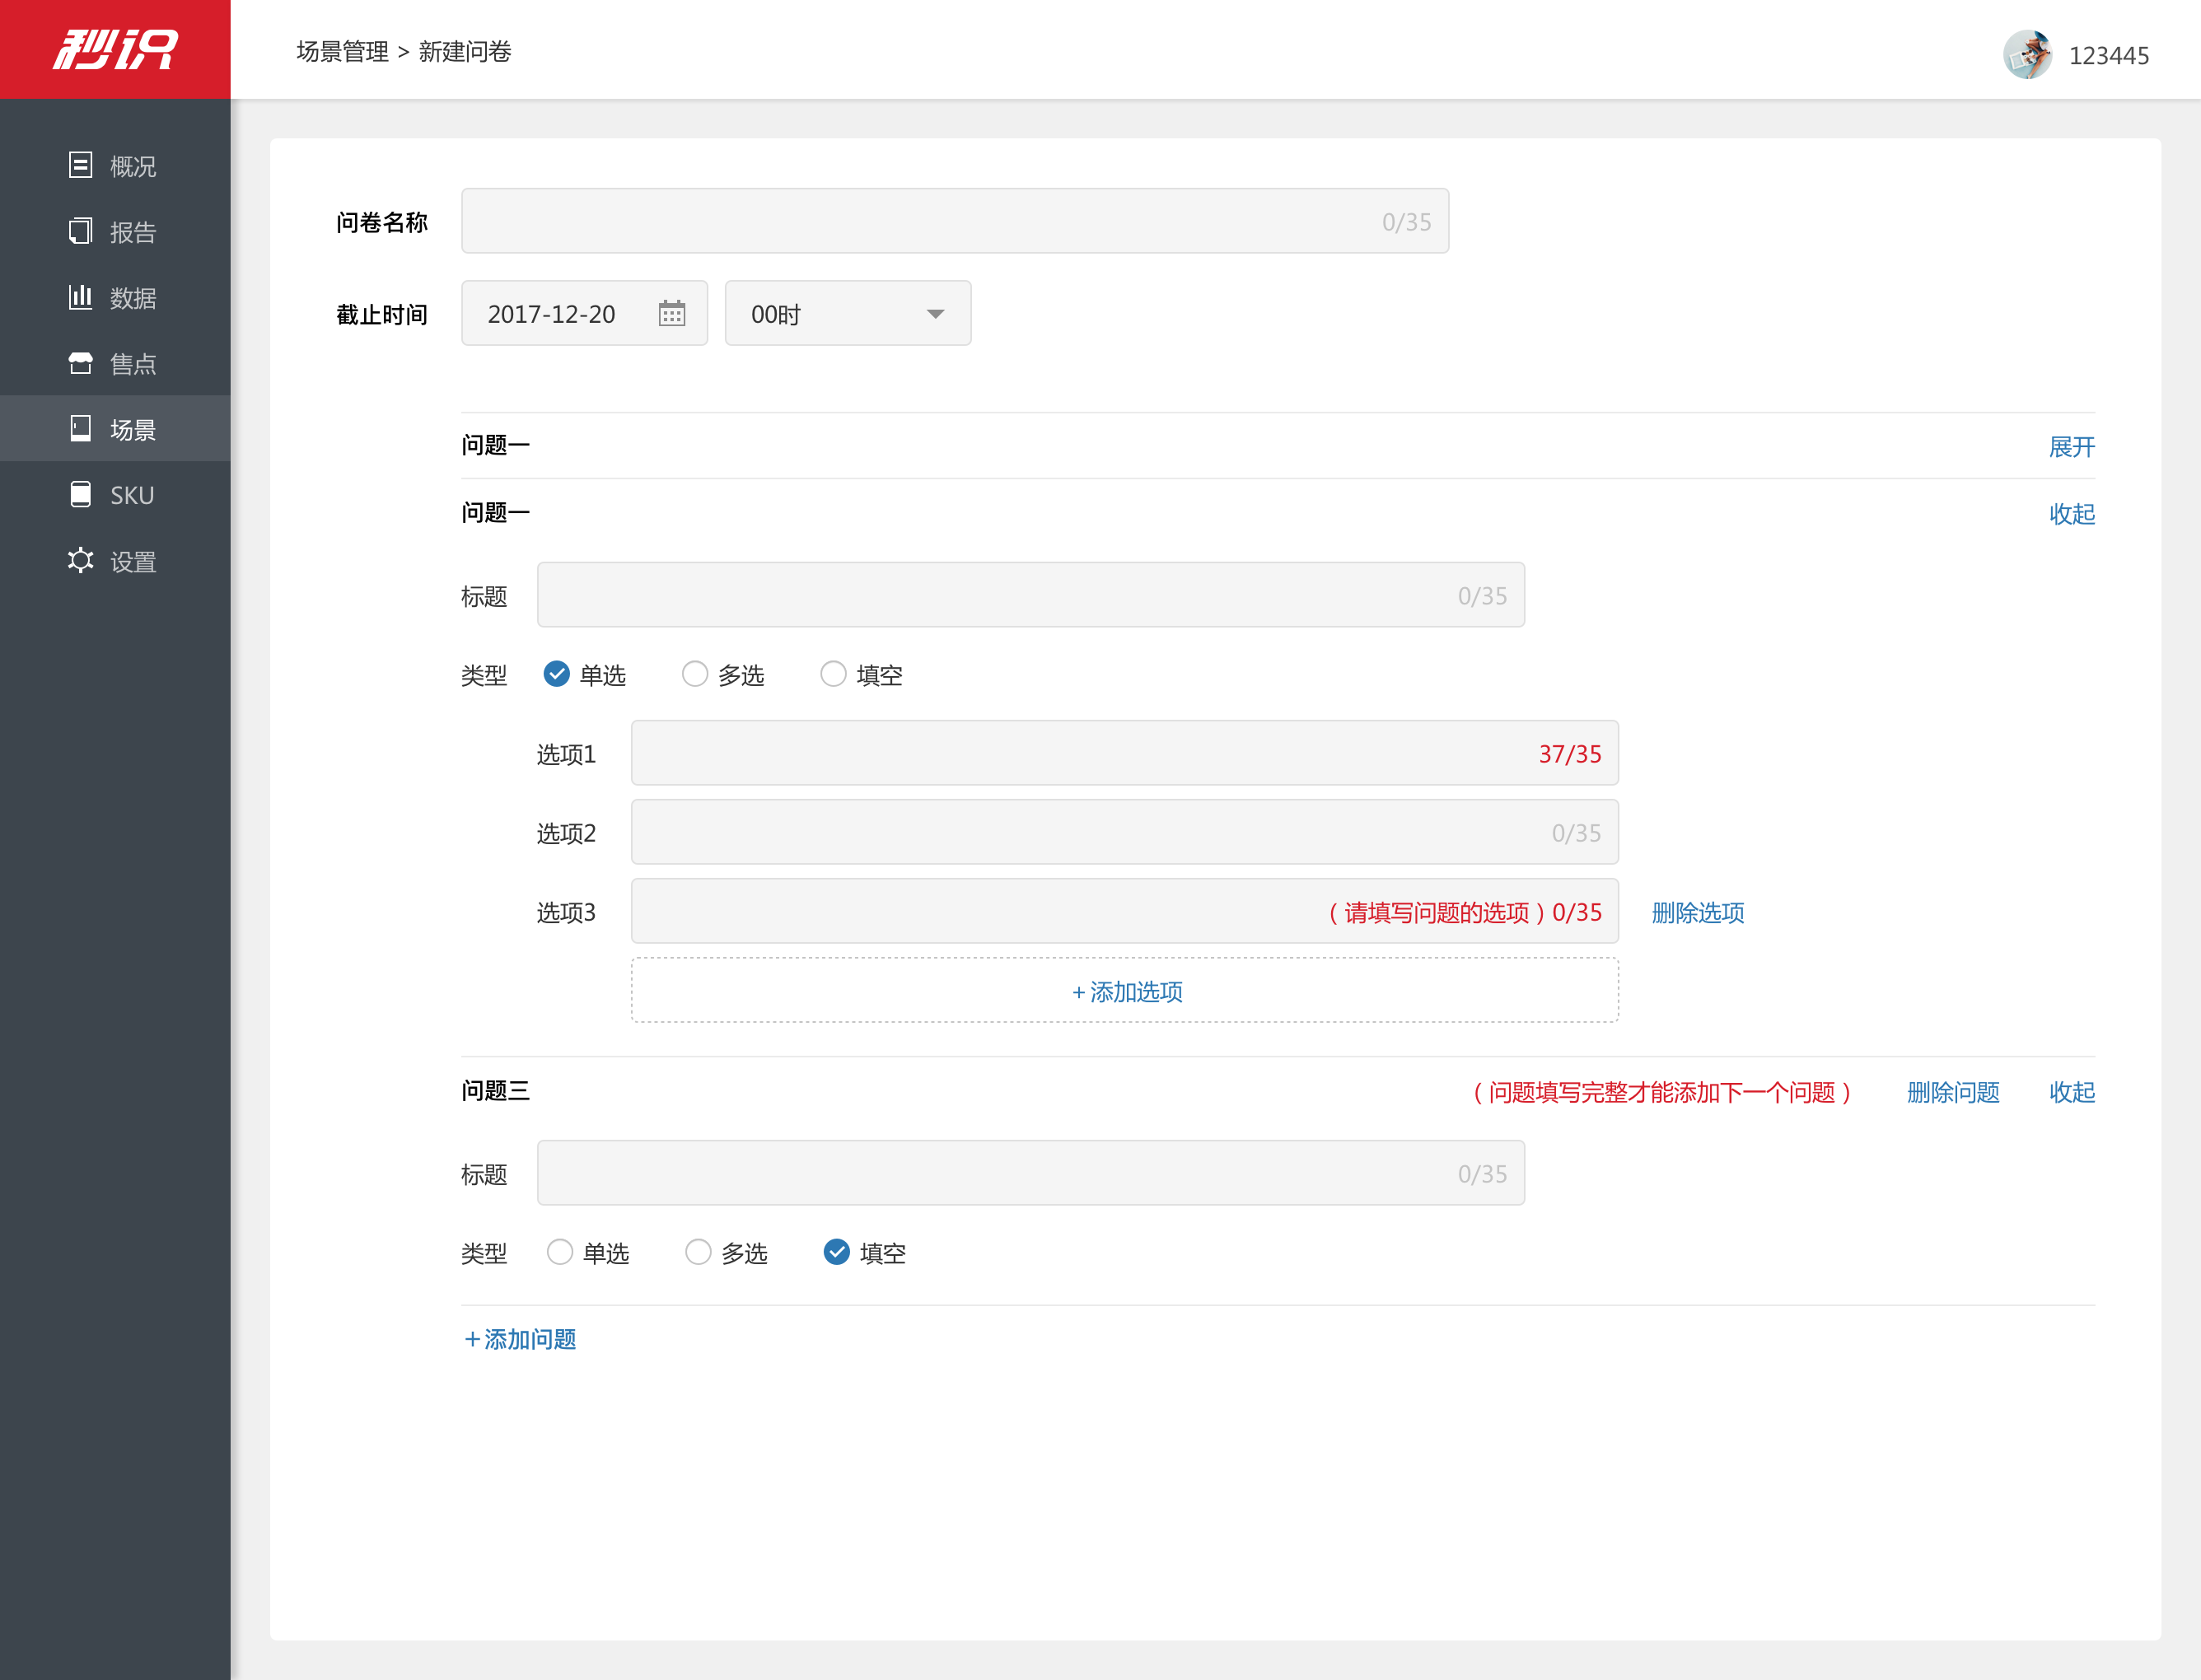 秒识
场景管理 > 新建问卷
123445
概况
报告
数据
售点
场景
SKU
设置
问卷名称
0/35
截止时间
2017-12-20
00时
问题一
展开
问题一
收起
标题
0/35
类型
单选
多选
填空
选项1
37/35
选项2
0/35
选项3
（请填写问题的选项）0/35
删除选项
+ 添加选项
问题三
（问题填写完整才能添加下一个问题）
删除问题
收起
标题
0/35
类型
单选
多选
填空
+添加问题